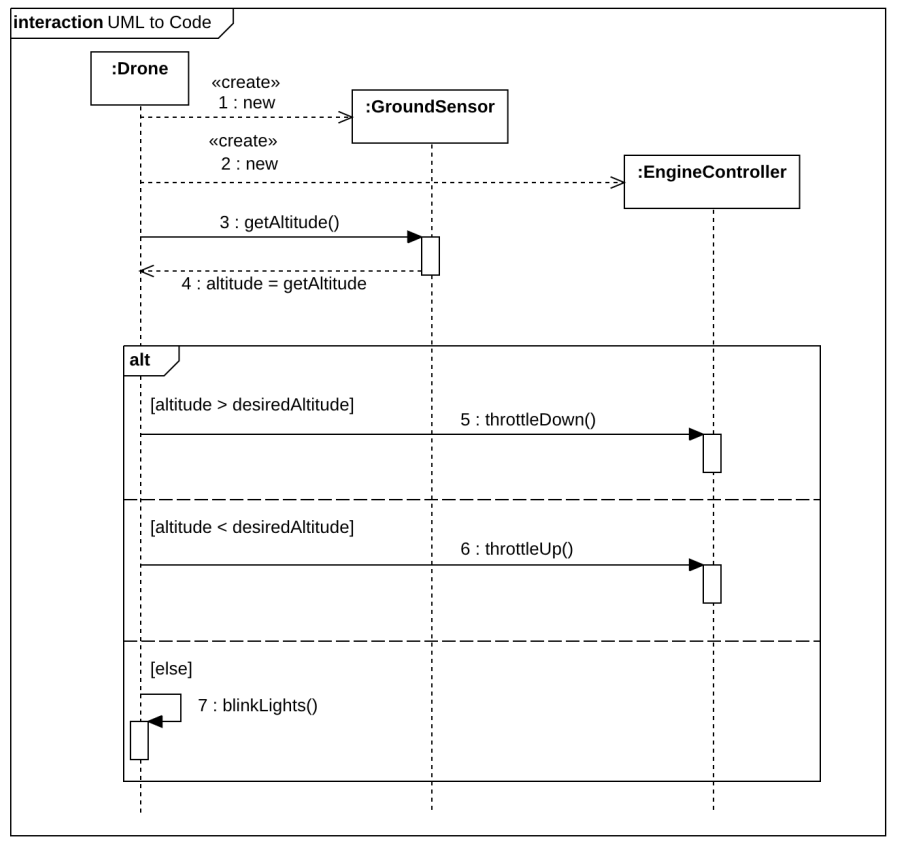 interaction UML to Code
:Drone
«create»
1 : new
:GroundSensor
«create»
2 : new
:EngineController
3 : getAltitude()
4 : altitude = getAltitude
alt
[altitude > desiredAltitude]
5 : throttleDown()
[altitude < desiredAltitude]
6 : throttleUp()
[else]
7 : blinkLights()